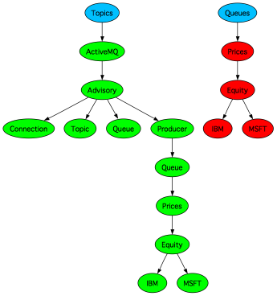 Topics
Queues
ActiveMQ
Prices
Advisory
Equity
Connection
Topic
Queue
Producer
IBM
MSFT
Queue
Prices
Equity
IBM
MSFT